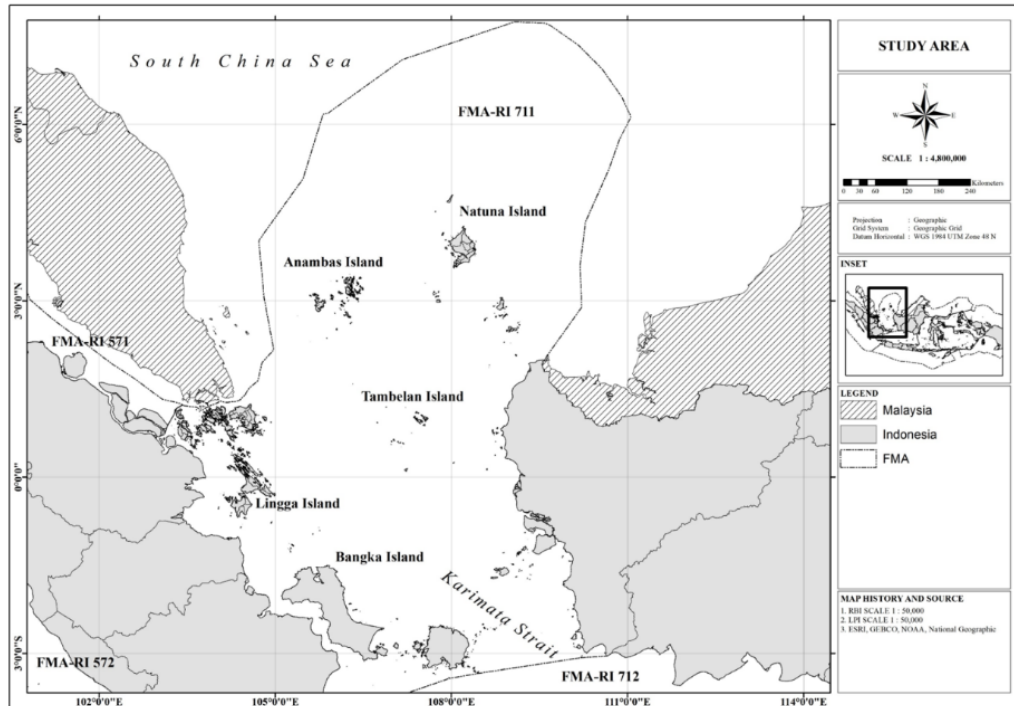 South China Sea
FMA-RI 711
Natuna Island
Anambas Island
FMA-RI 571
Tambelan Island
Lingga Island
Bangka Island
Karimata Strait
FMA-RI 572
FMA-RI 712
6°0'0"N
3°0'0"N
0°0'0"
3°0'0"S
102°0'0"E
105°0'0"E
108°0'0"E
111°0'0"E
114°0'0"E
STUDY AREA
N
W
E
S
SCALE 1 : 4,800,000
0 30 60 120 180 240 Kilometers
Projection : Geographic
Grid System : Geographic Grid
Datum Horizontal : WGS 1984 UTM Zone 48 N
INSET
LEGEND
Malaysia
Indonesia
FMA
MAP HISTORY AND SOURCE
1. RBI SCALE 1 : 50,000
2. LPI SCALE 1 : 50,000
3. ESRI, GEBCO, NOAA, National Geographic